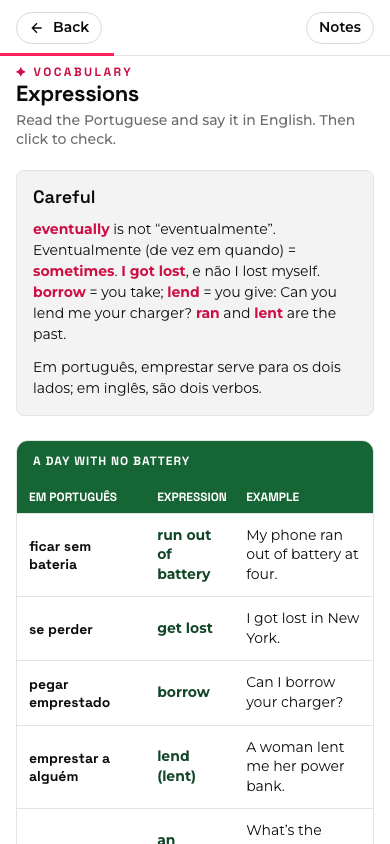 Back
Notes
VOCABULARY
Expressions
Read the Portuguese and say it in English. Then
click to check.
Careful
eventually is not “eventualmente”.
Eventualmente (de vez em quando) =
sometimes. I got lost, e não I lost myself.
borrow = you take; lend = you give: Can you
lend me your charger? ran and lent are the
past.
Em português, emprestar serve para os dois
lados; em inglês, são dois verbos.
A DAY WITH NO BATTERY
EM PORTUGUÊS EXPRESSION EXAMPLE
ficar sem
bateria
run out
of
battery
My phone ran
out of battery at
four.
se perder
get lost
I got lost in New
York.
pegar
emprestado
borrow
Can I borrow
your charger?
emprestar a
alguém
lend
(lent)
A woman lent
me her power
bank.
an
What’s the